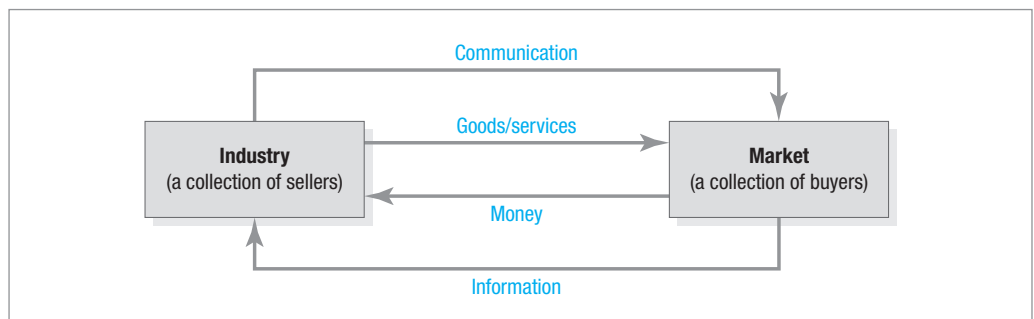 Communication
Goods/services
Industry
(a collection of sellers)
Market
(a collection of buyers)
Money
Information